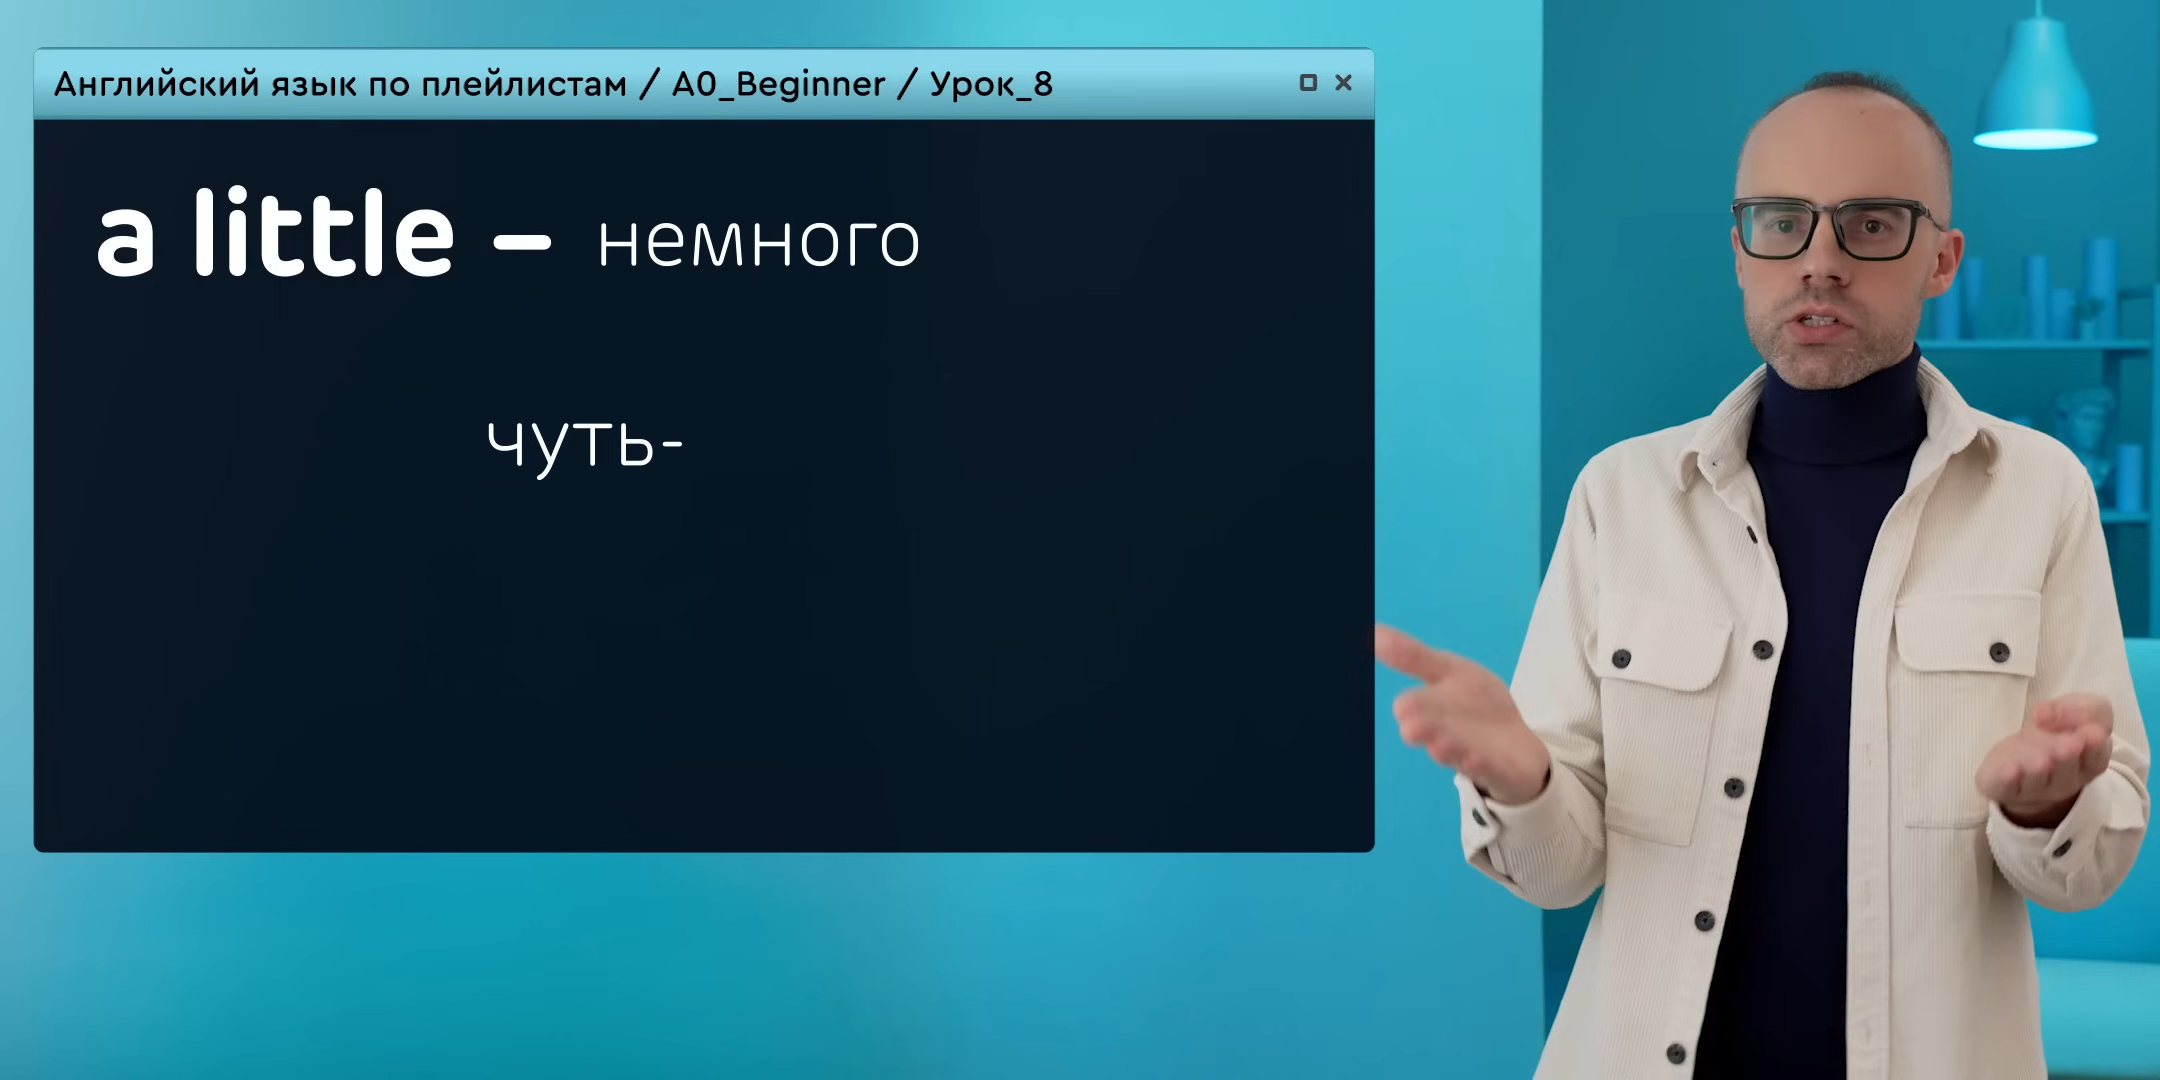 Английский язык по плейлистам / A0_Beginner / Урок_8
a little – немного
чуть-